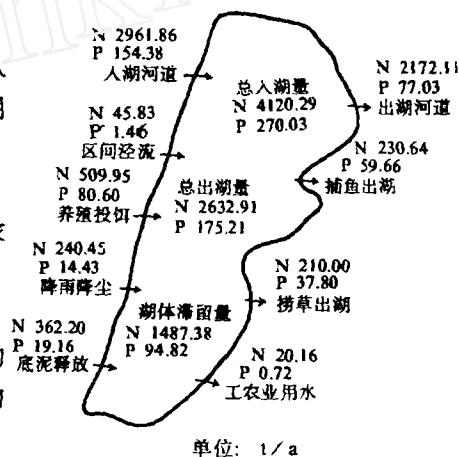 N 2961.86
P 154.38
入湖河道
N 45.83
P 1.46
区间迳流
N 509.95
P 80.60
养殖投饵
N 240.45
P 14.43
降雨降尘
N 362.20
P 19.16
底泥释放
总入湖量
N 4120.29
P 270.03
总出湖量
N 2632.91
P 175.21
湖体滞留量
N 1487.38
P 94.82
N 2172.11
P 77.03
出湖河道
N 230.64
P 59.66
捕鱼出湖
N 210.00
P 37.80
捞草出湖
N 20.16
P 0.72
工农业用水
单位: t/a